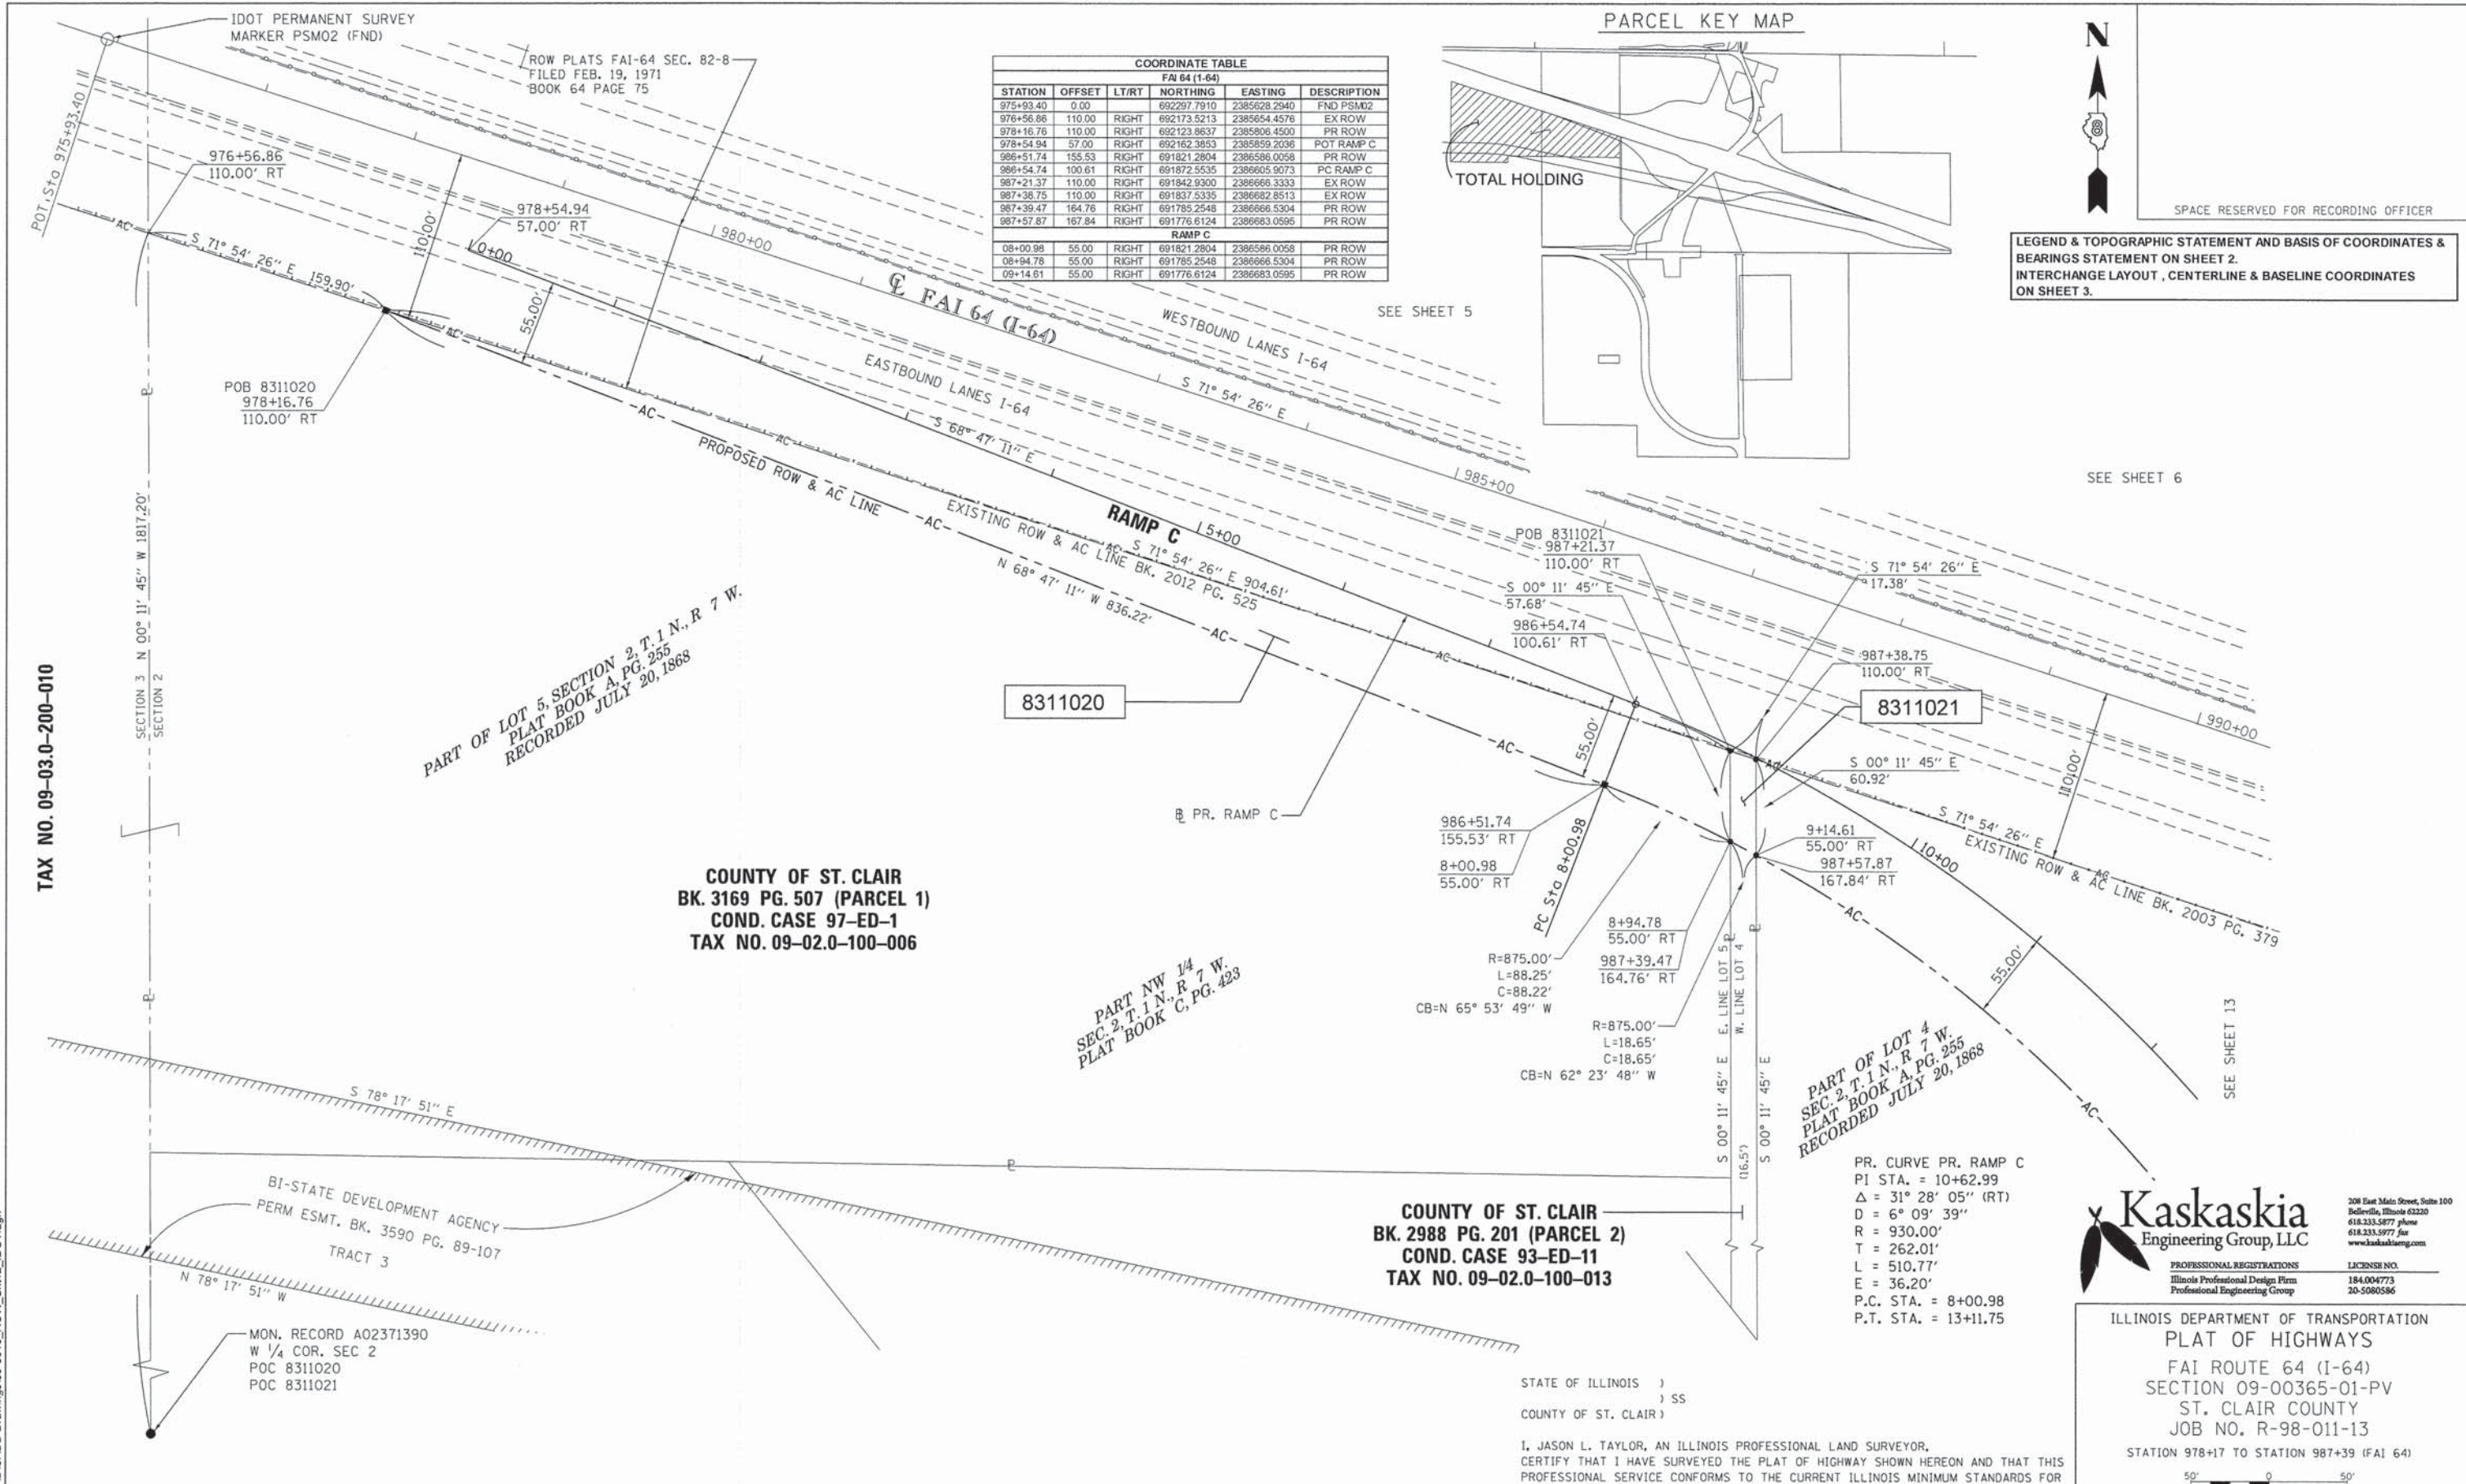 IDOT PERMANENT SURVEY
MARKER PSM02 (FND)
ROW PLATS FAI-64 SEC. 82-8
FILED FEB. 19, 1971
BOOK 64 PAGE 75
POT, Sta 975+93.40
976+56.86
110.00' RT
AC
S 71° 54' 26" E 159.90'
110.00'
978+54.94
57.00' RT
0+00
55.00'
980+00
℄ FAI 64 (I-64)
WESTBOUND LANES I-64
EASTBOUND LANES I-64
S 71° 54' 26" E
S 68° 47' 11" E
985+00
POB 8311020
978+16.76
110.00' RT
AC
AC
AC
PROPOSED ROW & AC LINE
AC
EXISTING ROW & AC LINE BK. 2012 PG. 525
AC
RAMP C
5+00
S 71° 54' 26" E 904.61'
N 68° 47' 11" W 836.22'
AC
AC
AC
COORDINATE TABLE
FAI 64 (1-64)
STATION OFFSET LT/RT NORTHING EASTING DESCRIPTION
975+93.40 0.00 692297.7910 2385628.2940 FND PSM02
976+56.86 110.00 RIGHT 692173.5213 2385654.4576 EX ROW
978+16.76 110.00 RIGHT 692123.8637 2385806.4500 PR ROW
978+54.94 57.00 RIGHT 692162.3853 2385859.2036 POT RAMP C
986+51.74 155.53 RIGHT 691821.2804 2386586.0058 PR ROW
986+54.74 100.61 RIGHT 691872.5535 2386605.9073 PC RAMP C
987+21.37 110.00 RIGHT 691842.9300 2386666.3333 EX ROW
987+38.75 110.00 RIGHT 691837.5335 2386682.8513 EX ROW
987+39.47 164.76 RIGHT 691785.2548 2386666.5304 PR ROW
987+57.87 167.84 RIGHT 691776.6124 2386683.0595 PR ROW
RAMP C
08+00.98 55.00 RIGHT 691821.2804 2386586.0058 PR ROW
08+94.78 55.00 RIGHT 691785.2548 2386666.5304 PR ROW
09+14.61 55.00 RIGHT 691776.6124 2386683.0595 PR ROW
SEE SHEET 5
PARCEL KEY MAP
TOTAL HOLDING
N
8
SPACE RESERVED FOR RECORDING OFFICER
LEGEND & TOPOGRAPHIC STATEMENT AND BASIS OF COORDINATES &
BEARINGS STATEMENT ON SHEET 2.
INTERCHANGE LAYOUT , CENTERLINE & BASELINE COORDINATES
ON SHEET 3.
SEE SHEET 6
POB 8311021
987+21.37
110.00' RT
S 00° 11' 45" E
57.68'
986+54.74
100.61' RT
S 71° 54' 26" E
17.38'
987+38.75
110.00' RT
8311021
990+00
S 00° 11' 45" E
60.92'
110.00'
S 71° 54' 26" E
EXISTING ROW & AC LINE BK. 2003 PG. 379
AC
AC
10+00
55.00'
AC
AC
SEE SHEET 13
8311020
55.00'
PR. RAMP C
986+51.74
155.53' RT
8+00.98
55.00' RT
PC Sta 8+00.98
9+14.61
55.00' RT
987+57.87
167.84' RT
8+94.78
55.00' RT
987+39.47
164.76' RT
R=875.00'
L=88.25'
C=88.22'
CB=N 65° 53' 49" W
R=875.00'
L=18.65'
C=18.65'
CB=N 62° 23' 48" W
S 00° 11' 45" E E. LINE LOT 5
W. LINE LOT 4
S 00° 11' 45" E
(16.5')
TAX NO. 09-03.0-200-010
SECTION 3 N 00° 11' 45" W 1817.20'
SECTION 2
PART OF LOT 5, SECTION 2, T. 1 N., R 7 W.
PLAT BOOK A, PG. 255
RECORDED JULY 20, 1868
COUNTY OF ST. CLAIR
BK. 3169 PG. 507 (PARCEL 1)
COND. CASE 97-ED-1
TAX NO. 09-02.0-100-006
PART NW 1/4
SEC. 2, T. 1 N., R 7 W.
PLAT BOOK C, PG. 423
PART OF LOT 4
SEC. 2, T. 1 N., R 7 W.
PLAT BOOK A, PG. 255
RECORDED JULY 20, 1868
S 78° 17' 51" E
BI-STATE DEVELOPMENT AGENCY
PERM ESMT. BK. 3590 PG. 89-107
TRACT 3
N 78° 17' 51" W
MON. RECORD A02371390
W 1/4 COR. SEC 2
POC 8311020
POC 8311021
COUNTY OF ST. CLAIR
BK. 2988 PG. 201 (PARCEL 2)
COND. CASE 93-ED-11
TAX NO. 09-02.0-100-013
PR. CURVE PR. RAMP C
PI STA. = 10+62.99
Δ = 31° 28' 05" (RT)
D = 6° 09' 39"
R = 930.00'
T = 262.01'
L = 510.77'
E = 36.20'
P.C. STA. = 8+00.98
P.T. STA. = 13+11.75
Kaskaskia
Engineering Group, LLC
208 East Main Street, Suite 100
Belleville, Illinois 62220
618.233.5877 phone
618.233.5977 fax
www.kaskaskiaeng.com
PROFESSIONAL REGISTRATIONS LICENSE NO.
Illinois Professional Design Firm 184.004773
Professional Engineering Group 20-5080586
ILLINOIS DEPARTMENT OF TRANSPORTATION
PLAT OF HIGHWAYS
FAI ROUTE 64 (I-64)
SECTION 09-00365-01-PV
ST. CLAIR COUNTY
JOB NO. R-98-011-13
STATION 978+17 TO STATION 987+39 (FAI 64)
50' 0 50'
STATE OF ILLINOIS )
) SS
COUNTY OF ST. CLAIR )
I, JASON L. TAYLOR, AN ILLINOIS PROFESSIONAL LAND SURVEYOR,
CERTIFY THAT I HAVE SURVEYED THE PLAT OF HIGHWAY SHOWN HEREON AND THAT THIS
PROFESSIONAL SERVICE CONFORMS TO THE CURRENT ILLINOIS MINIMUM STANDARDS FOR